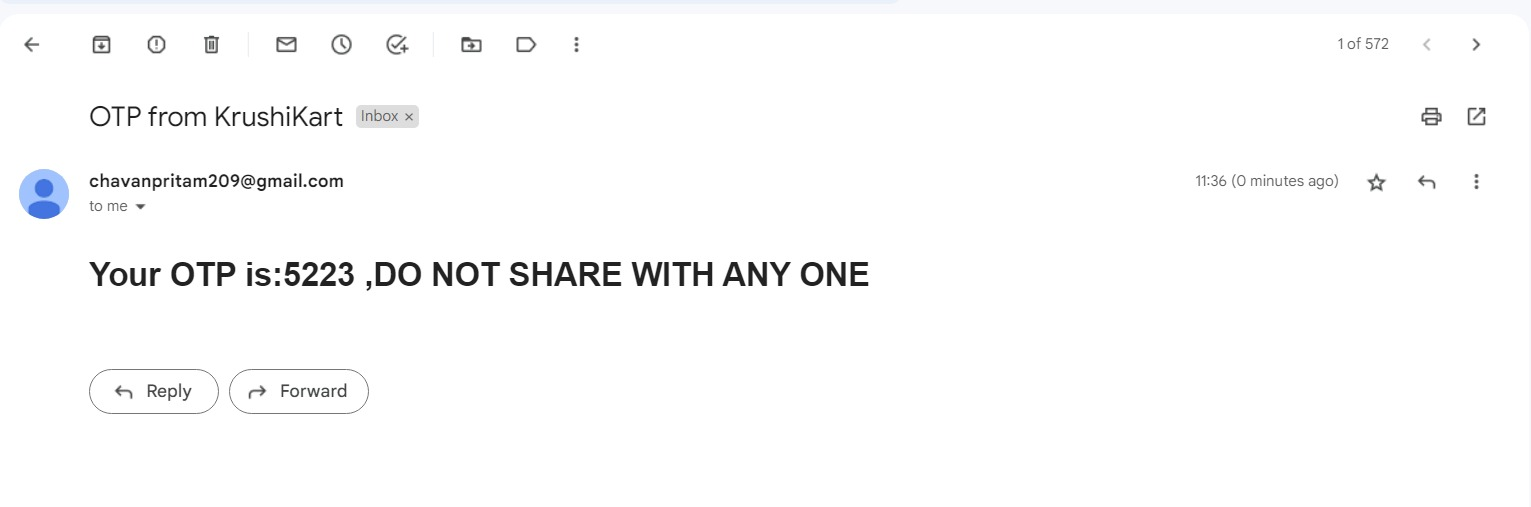 1 of 572
OTP from KrushiKart Inbox ×
chavanpritam209@gmail.com 11:36 (0 minutes ago)
to me
Your OTP is:5223 ,DO NOT SHARE WITH ANY ONE
Reply Forward